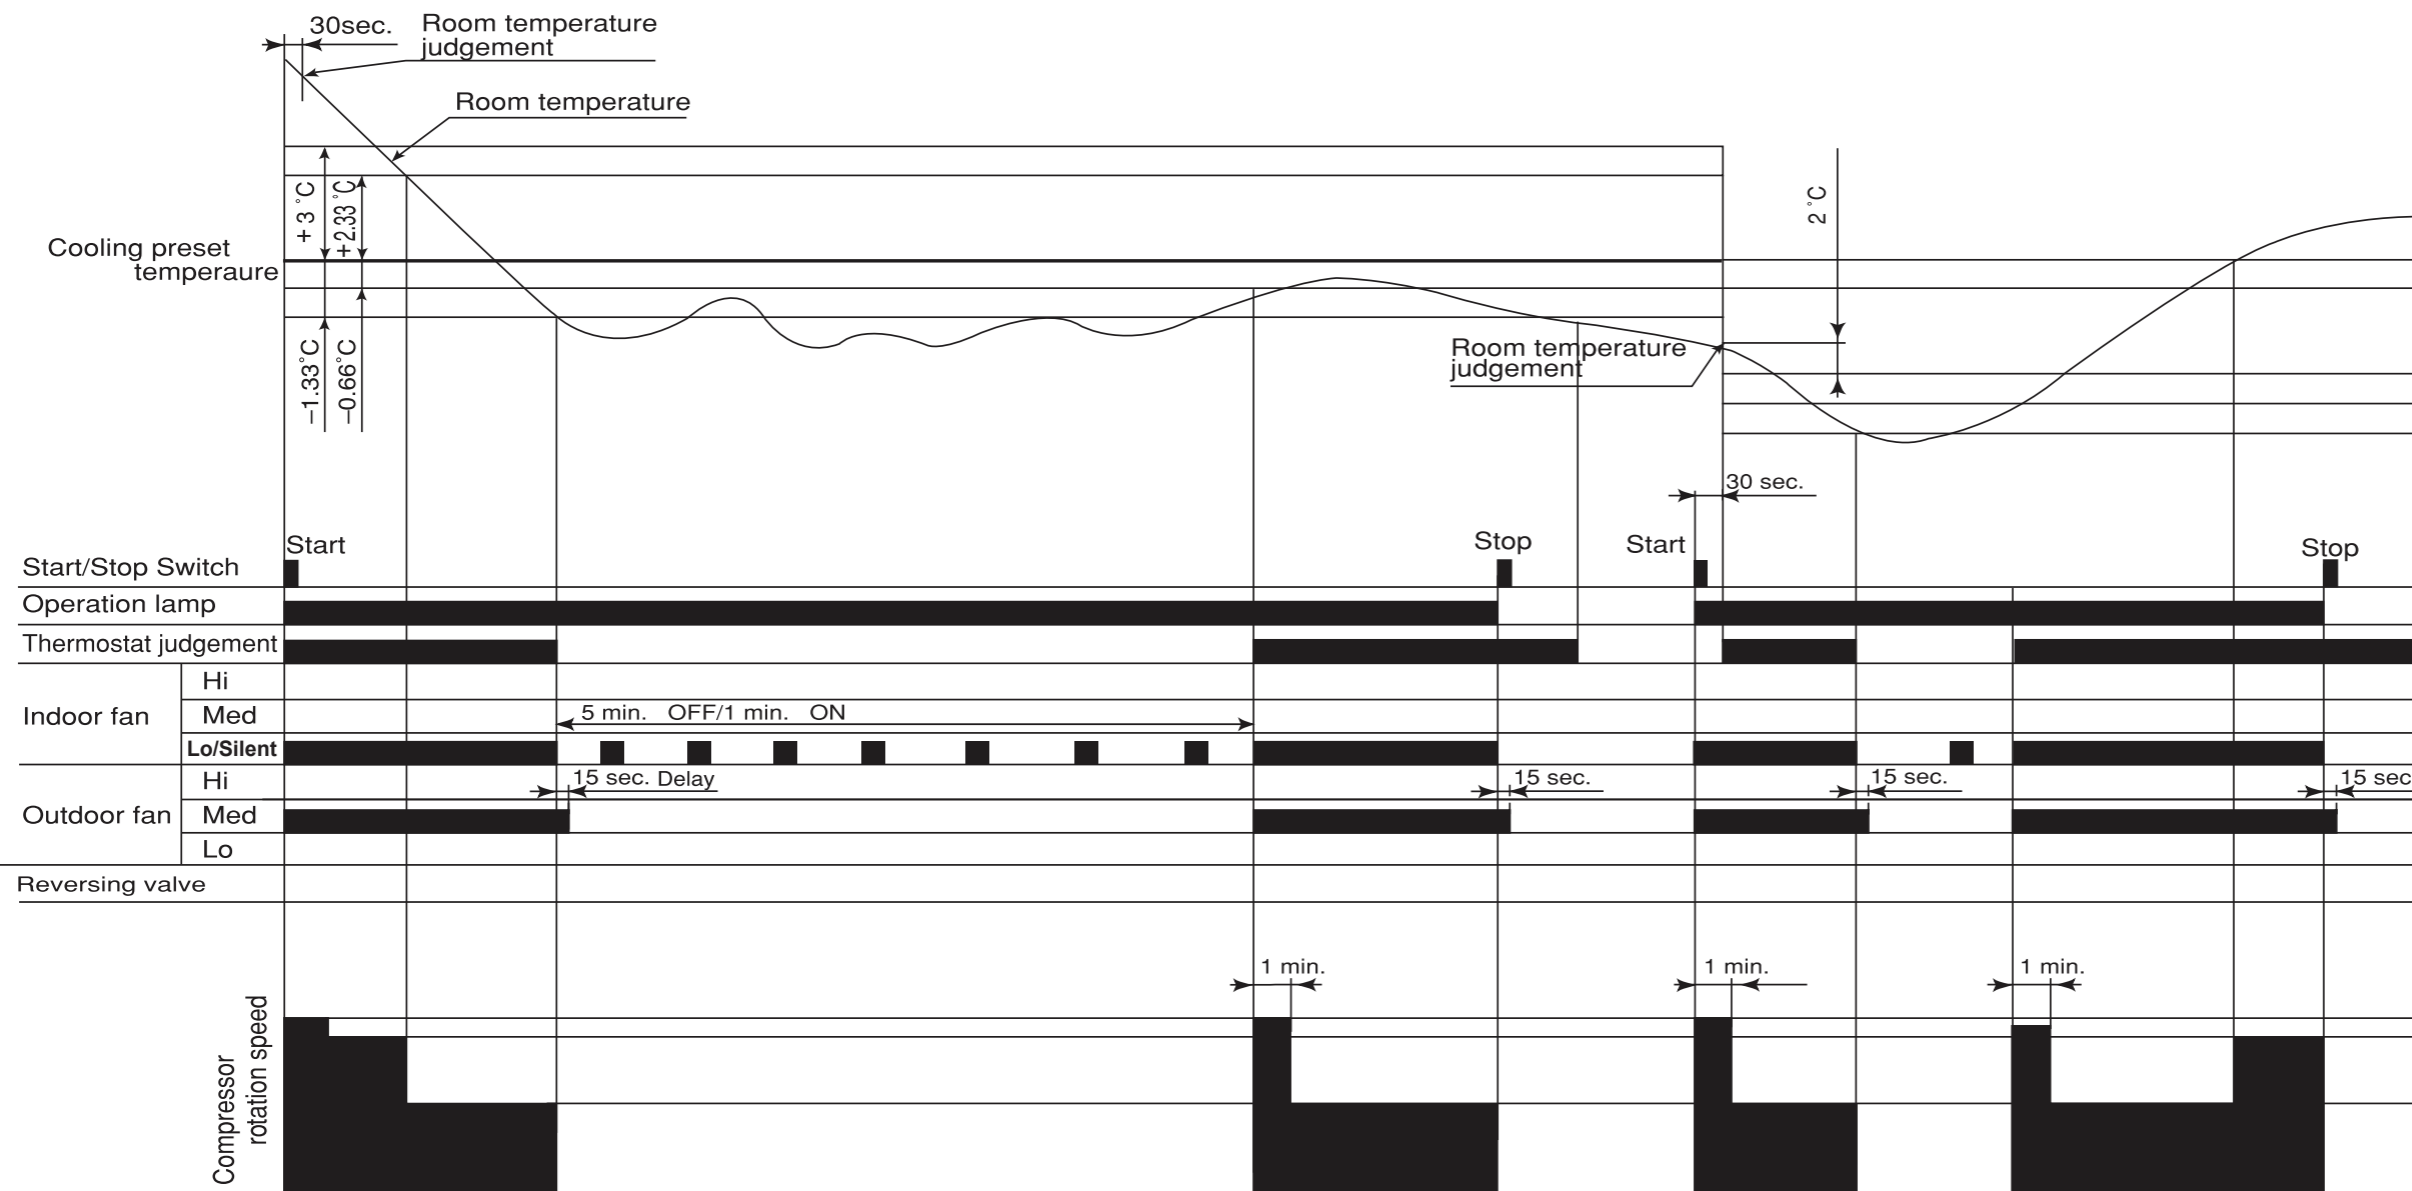 30sec.
Room temperature
judgement
Room temperature
+ 3 ˚C
+2.33 ˚C
2 ˚C
Cooling preset
temperaure
−1.33˚C
−0.66˚C
Room temperature
judgement
30 sec.
Start
Stop
Start
Stop
Start/Stop Switch
Operation lamp
Thermostat judgement
Hi
Indoor fan
Med
5 min. OFF/1 min. ON
Lo/Silent
Hi
15 sec. Delay
15 sec.
15 sec.
15 sec
Outdoor fan
Med
Lo
Reversing valve
1 min.
1 min.
1 min.
Compressor
rotation speed